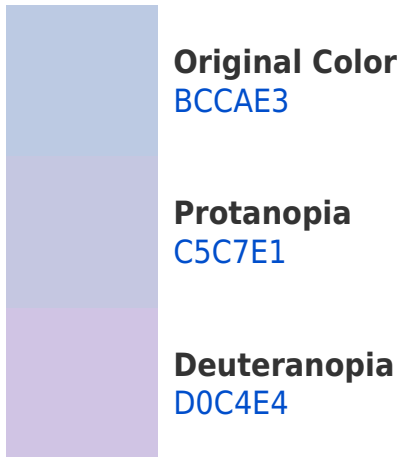 Original Color
BCCAE3
Protanopia
C5C7E1
Deuteranopia
D0C4E4